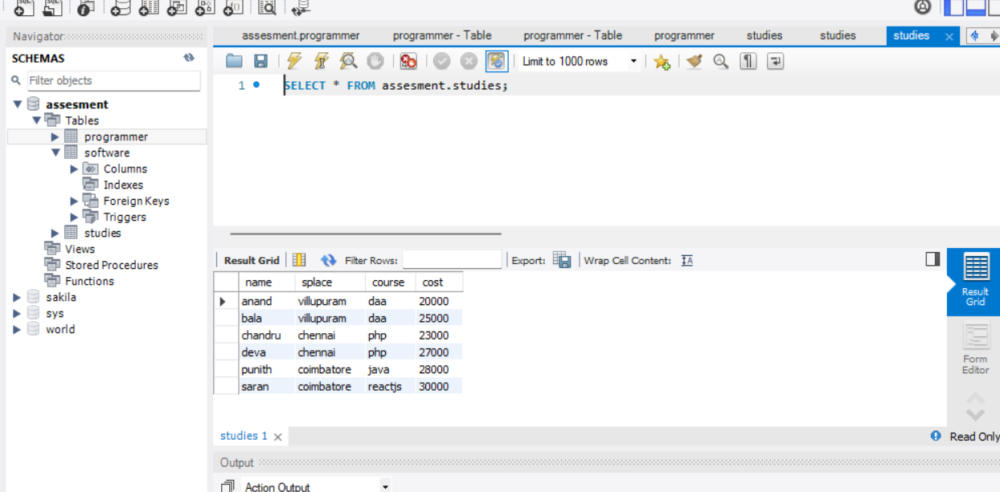 Navigator
SCHEMAS
Filter objects
assesment
Tables
programmer
software
Columns
Indexes
Foreign Keys
Triggers
studies
Views
Stored Procedures
Functions
sakila
sys
world
assesment.programmer programmer - Table programmer - Table programmer studies studies studies
Limit to 1000 rows
1 SELECT * FROM assesment.studies;
Result Grid Filter Rows: Export: Wrap Cell Content:
name splace course cost
anand villupuram daa 20000
bala villupuram daa 25000
chandru chennai php 23000
deva chennai php 27000
punith coimbatore java 28000
saran coimbatore reactjs 30000
Result
Grid
Form
Editor
studies 1
Read Only
Output
Action Output